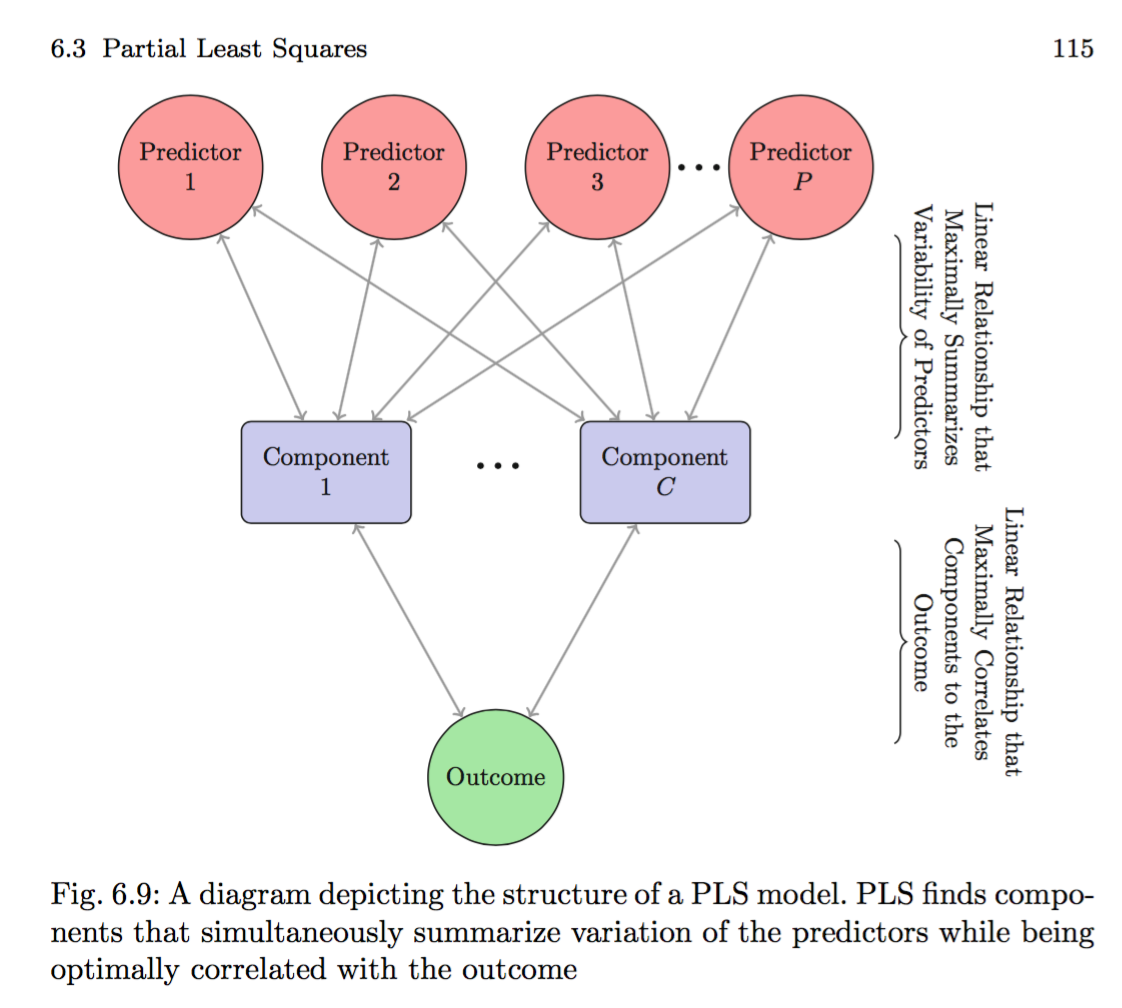 6.3 Partial Least Squares 115
Predictor
1
Predictor
2
Predictor
3
...
Predictor
P
Linear Relationship that
Maximally Summarizes
Variability of Predictors
Component
1
...
Component
C
Linear Relationship that
Maximally Correlates
Components to the
Outcome
Outcome
Fig. 6.9: A diagram depicting the structure of a PLS model. PLS finds compo-
nents that simultaneously summarize variation of the predictors while being
optimally correlated with the outcome